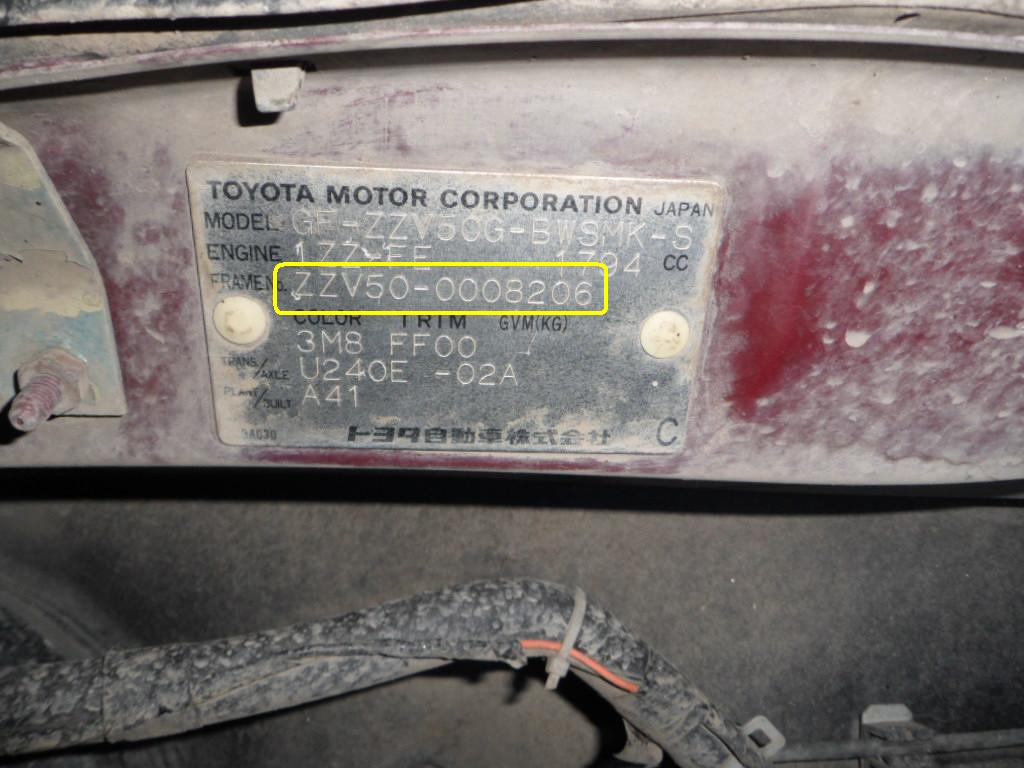 TOYOTA MOTOR CORPORATION JAPAN
MODEL GF-ZZV50G-BWSMK-S
ENGINE 1ZZ-FE 1794 CC
FRAME No. ZZV50-0008206
COLOR TRIM GVM(KG)
3M8 FF00
TRANS/AXLE U240E -02A
PLANT/BUILT A41
トヨタ自動車株式会社 C